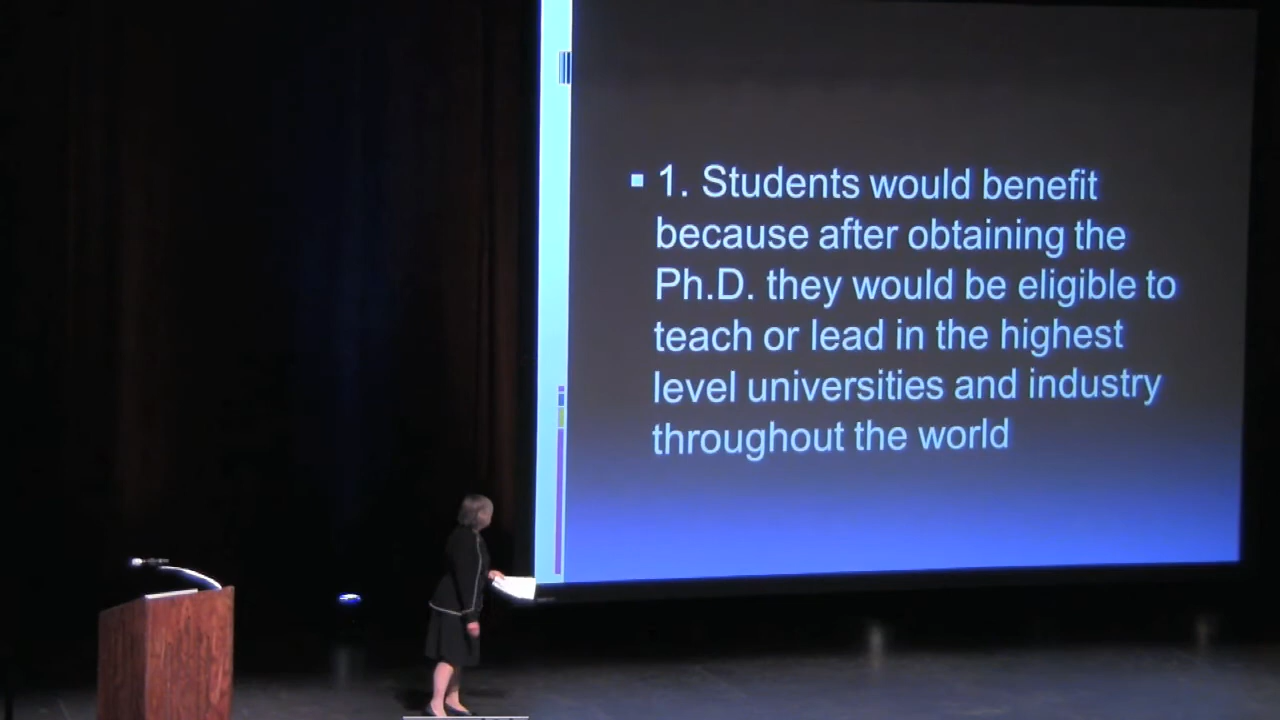 ▪ 1. Students would benefit
because after obtaining the
Ph.D. they would be eligible to
teach or lead in the highest
level universities and industry
throughout the world